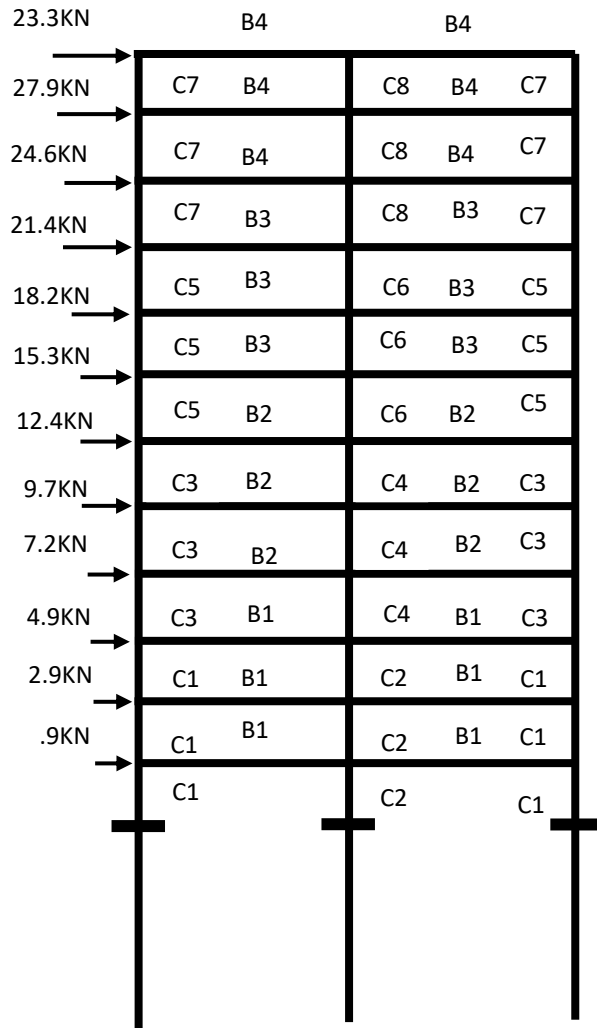 23.3KN B4 B4
27.9KN C7 B4 C8 B4 C7
24.6KN C7 B4 C8 B4 C7
21.4KN C7 B3 C8 B3 C7
18.2KN C5 B3 C6 B3 C5
15.3KN C5 B3 C6 B3 C5
12.4KN C5 B2 C6 B2 C5
9.7KN C3 B2 C4 B2 C3
7.2KN C3 B2 C4 B2 C3
4.9KN C3 B1 C4 B1 C3
2.9KN C1 B1 C2 B1 C1
.9KN C1 B1 C2 B1 C1
C1 C2 C1